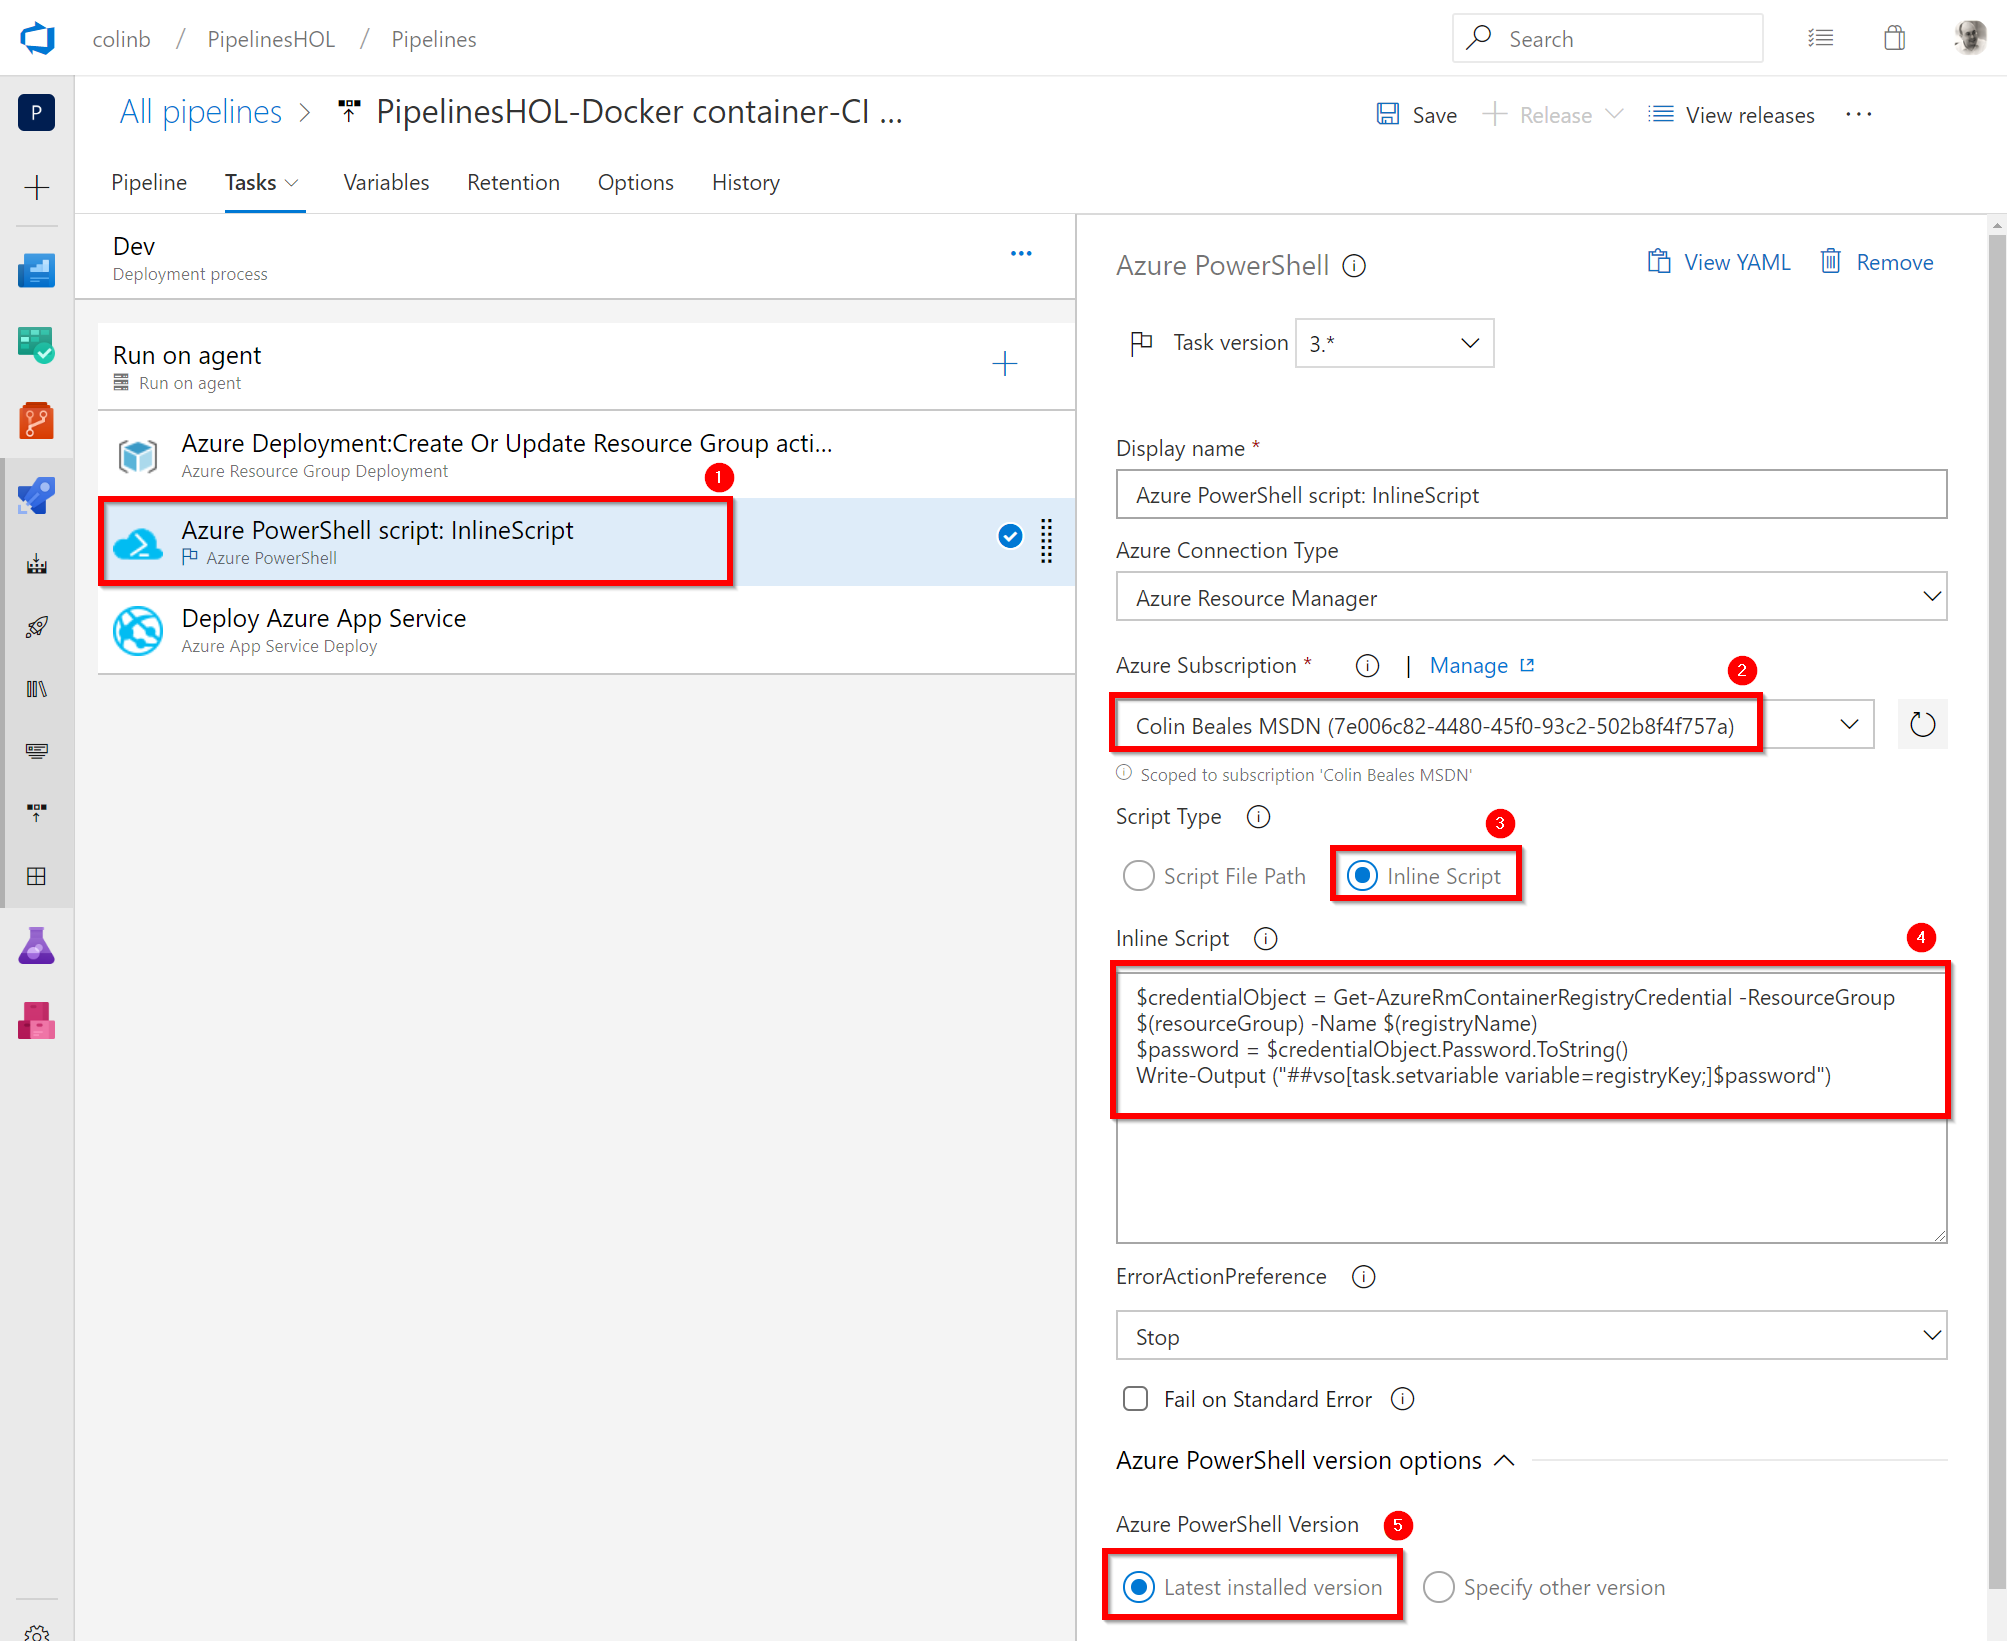 colinb / PipelinesHOL / Pipelines
Search
P
All pipelines > PipelinesHOL-Docker container-CI ...
Save
Release
View releases
...
Pipeline
Tasks
Variables
Retention
Options
History
Dev
Deployment process
Run on agent
Run on agent
Azure Deployment:Create Or Update Resource Group acti...
Azure Resource Group Deployment
1
Azure PowerShell script: InlineScript
Azure PowerShell
Deploy Azure App Service
Azure App Service Deploy
Azure PowerShell
View YAML
Remove
Task version
3.*
Display name *
Azure PowerShell script: InlineScript
Azure Connection Type
Azure Resource Manager
Azure Subscription * | Manage
2
Colin Beales MSDN (7e006c82-4480-45f0-93c2-502b8f4f757a)
Scoped to subscription 'Colin Beales MSDN'
Script Type
3
Script File Path
Inline Script
Inline Script
4
$credentialObject = Get-AzureRmContainerRegistryCredential -ResourceGroup
$(resourceGroup) -Name $(registryName)
$password = $credentialObject.Password.ToString()
Write-Output ("##vso[task.setvariable variable=registryKey;]$password")
ErrorActionPreference
Stop
Fail on Standard Error
Azure PowerShell version options
Azure PowerShell Version
5
Latest installed version
Specify other version